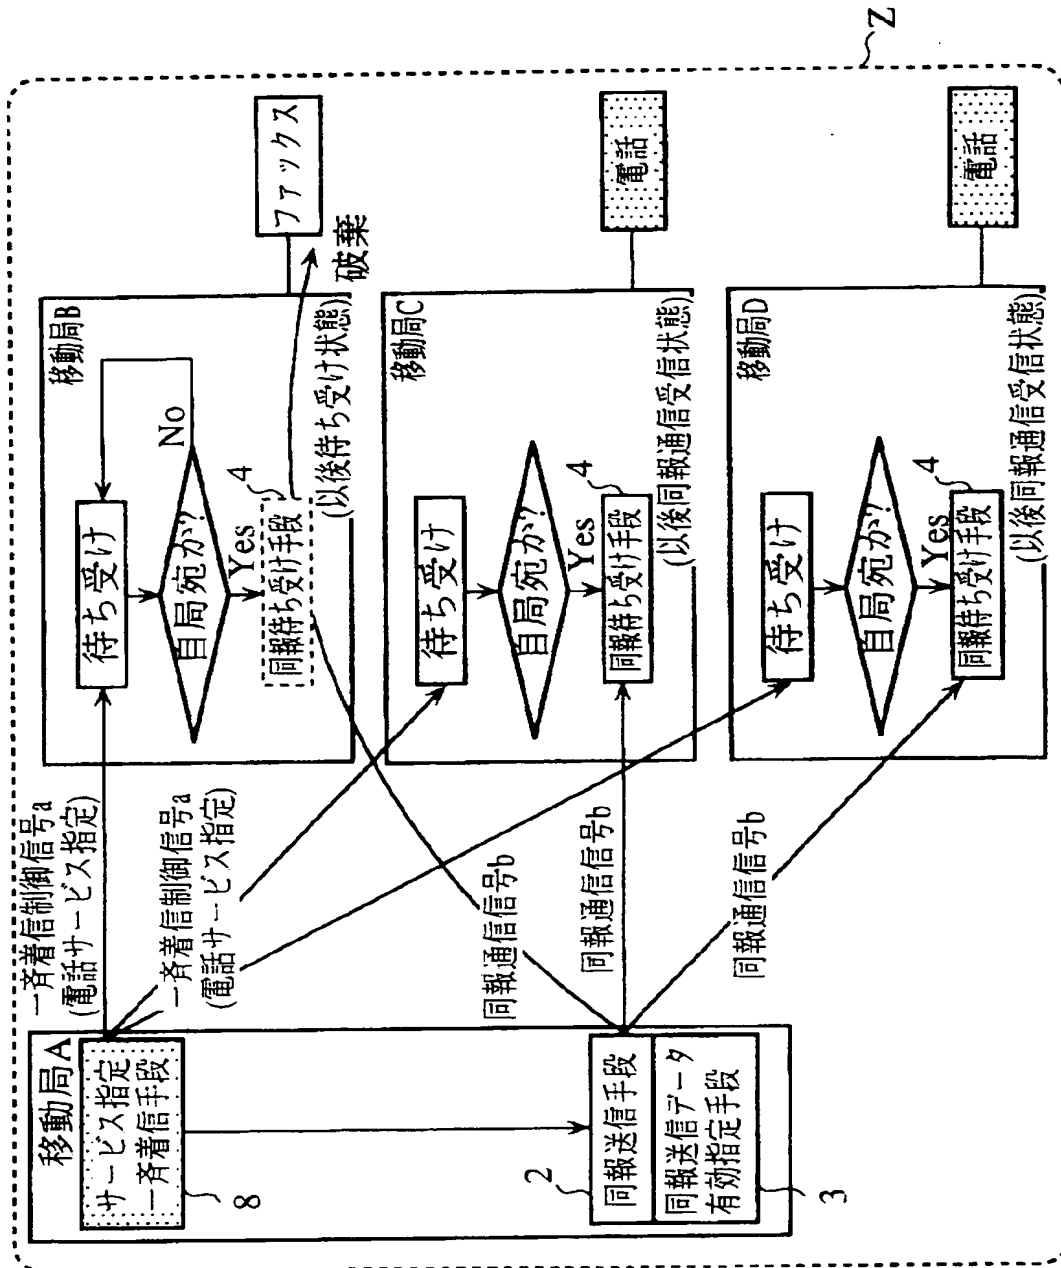 移動局A
サービス指定
一斉着信手段
8
同報送信手段
2
同報送信データ
有効指定手段
3
一斉着信制御信号a
(電話サービス指定)
一斉着信制御信号a
(電話サービス指定)
同報通信信号b
同報通信信号b
同報通信信号b
移動局B
待ち受け
自局宛か?
No
Yes
4
同報待ち受け手段
(以後待ち受け状態)
破棄
ファックス
移動局C
待ち受け
自局宛か?
Yes
4
同報待ち受け手段
(以後同報通信受信状態)
電話
移動局D
待ち受け
自局宛か?
Yes
4
同報待ち受け手段
(以後同報通信受信状態)
電話
Z